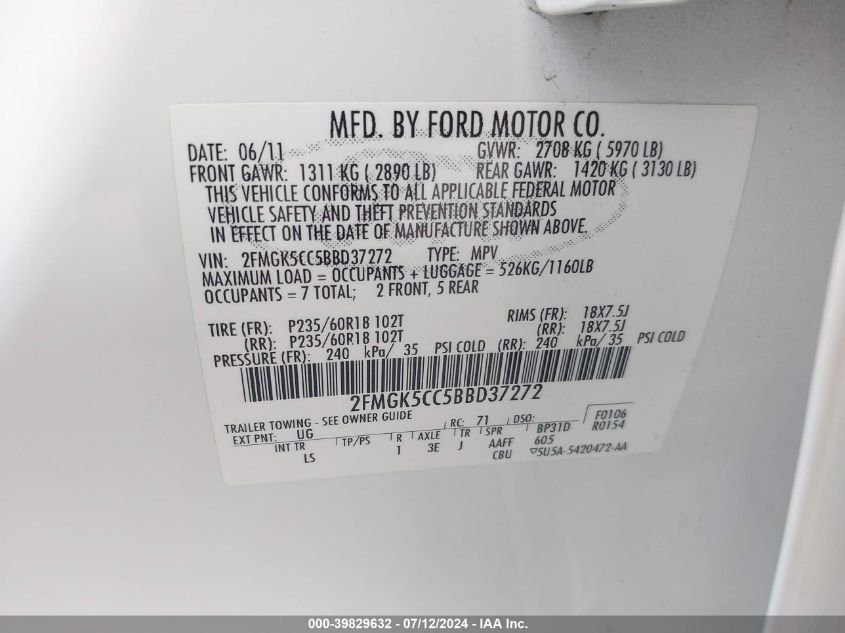 MFD. BY FORD MOTOR CO.
DATE: 06/11 GVWR: 2708 KG ( 5970 LB)
FRONT GAWR: 1311 KG ( 2890 LB) REAR GAWR: 1420 KG ( 3130 LB)
THIS VEHICLE CONFORMS TO ALL APPLICABLE FEDERAL MOTOR
VEHICLE SAFETY AND THEFT PREVENTION STANDARDS
IN EFFECT ON THE DATE OF MANUFACTURE SHOWN ABOVE.
VIN: 2FMGK5CC5BBD37272 TYPE: MPV
MAXIMUM LOAD = OCCUPANTS + LUGGAGE = 526KG/1160LB
OCCUPANTS = 7 TOTAL; 2 FRONT, 5 REAR
TIRE (FR): P235/60R18 102T RIMS (FR): 18X7.5J
(RR): P235/60R18 102T (RR): 18X7.5J
PRESSURE (FR): 240 kPa/ 35 PSI COLD (RR): 240 kPa/ 35 PSI COLD
2FMGK5CC5BBD37272
TRAILER TOWING - SEE OWNER GUIDE RC: 71 DSO: F0106
EXT PNT: UG BP31D R0154
INT TR TP/PS R AXLE TR SPR 605
LS 1 3E J AAFF
CBU ▽5U5A-5420472-AA
000-39829632 - 07/12/2024 - IAA Inc.